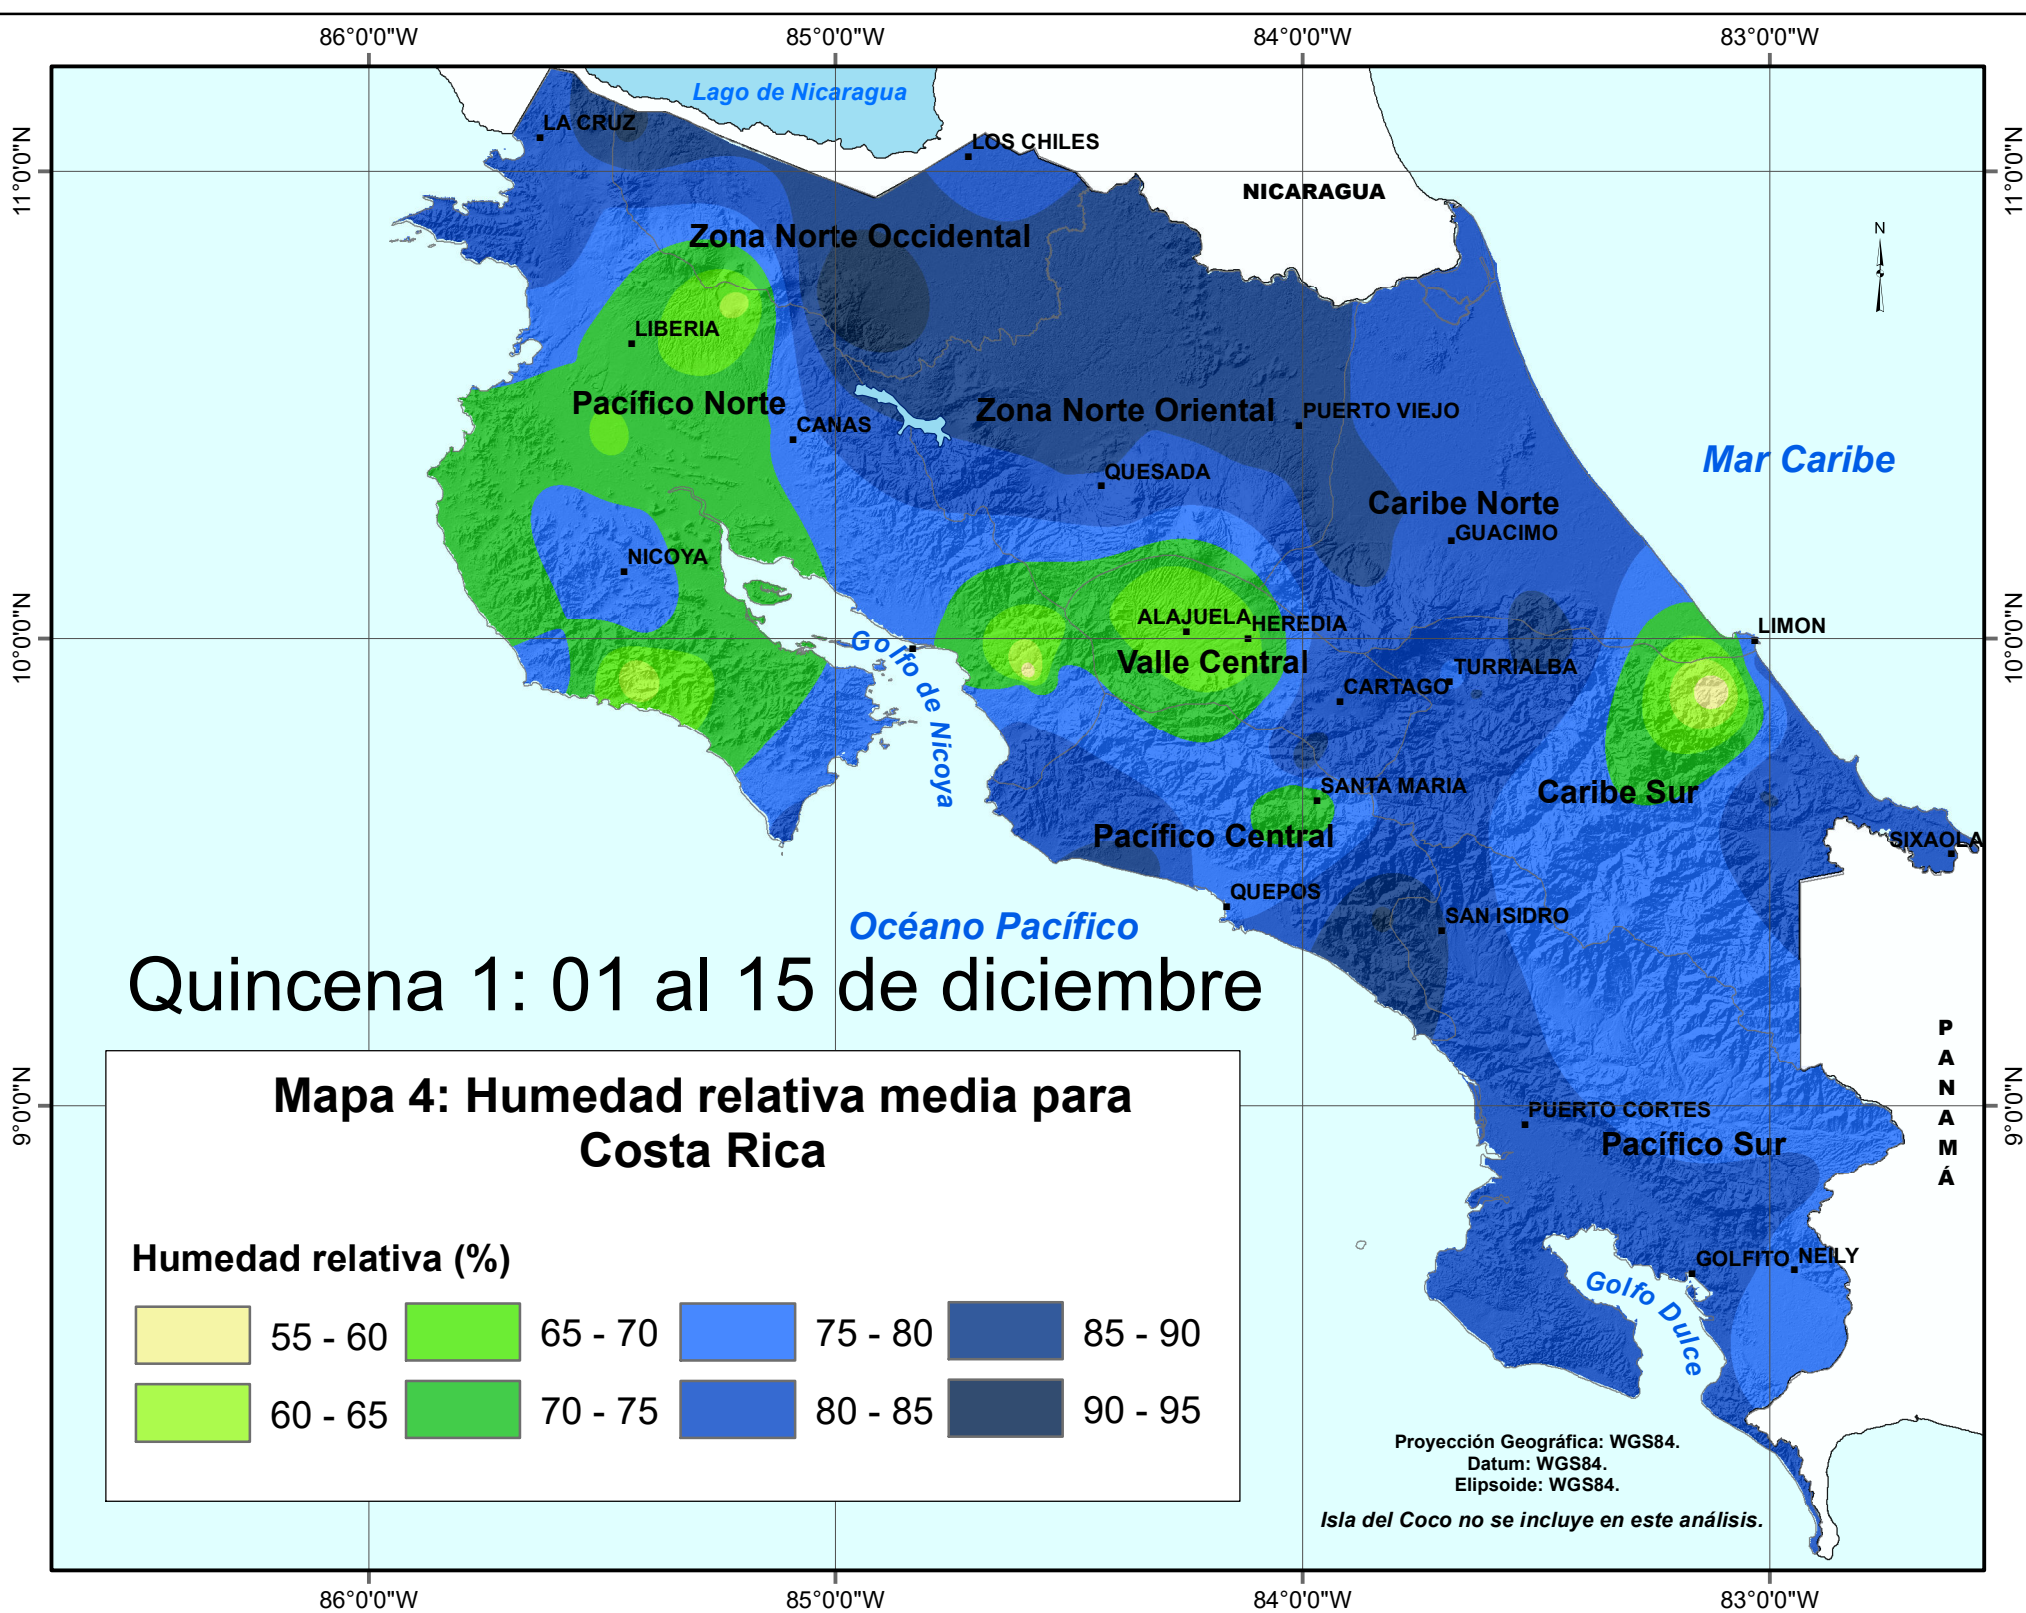 86°0'0"W
85°0'0"W
84°0'0"W
83°0'0"W
Lago de Nicaragua
LA CRUZ
LOS CHILES
11°0'0"N
11°0'0"N
NICARAGUA
N
Zona Norte Occidental
LIBERIA
Pacífico Norte
CANAS
Zona Norte Oriental
PUERTO VIEJO
Mar Caribe
QUESADA
Caribe Norte
GUACIMO
NICOYA
10°0'0"N
10°0'0"N
ALAJUELA
HEREDIA
LIMON
Golfo de Nicoya
Valle Central
TURRIALBA
CARTAGO
SANTA MARIA
Caribe Sur
Pacífico Central
SIXAOLA
QUEPOS
SAN ISIDRO
Océano Pacífico
Quincena 1: 01 al 15 de diciembre
PANAMÁ
9°0'0"N
9°0'0"N
Mapa 4: Humedad relativa media para
Costa Rica
PUERTO CORTES
Pacífico Sur
GOLFITO
NEILY
Golfo Dulce
Humedad relativa (%)
55 - 60
65 - 70
75 - 80
85 - 90
60 - 65
70 - 75
80 - 85
90 - 95
Proyección Geográfica: WGS84.
Datum: WGS84.
Elipsoide: WGS84.
Isla del Coco no se incluye en este análisis.
86°0'0"W
85°0'0"W
84°0'0"W
83°0'0"W